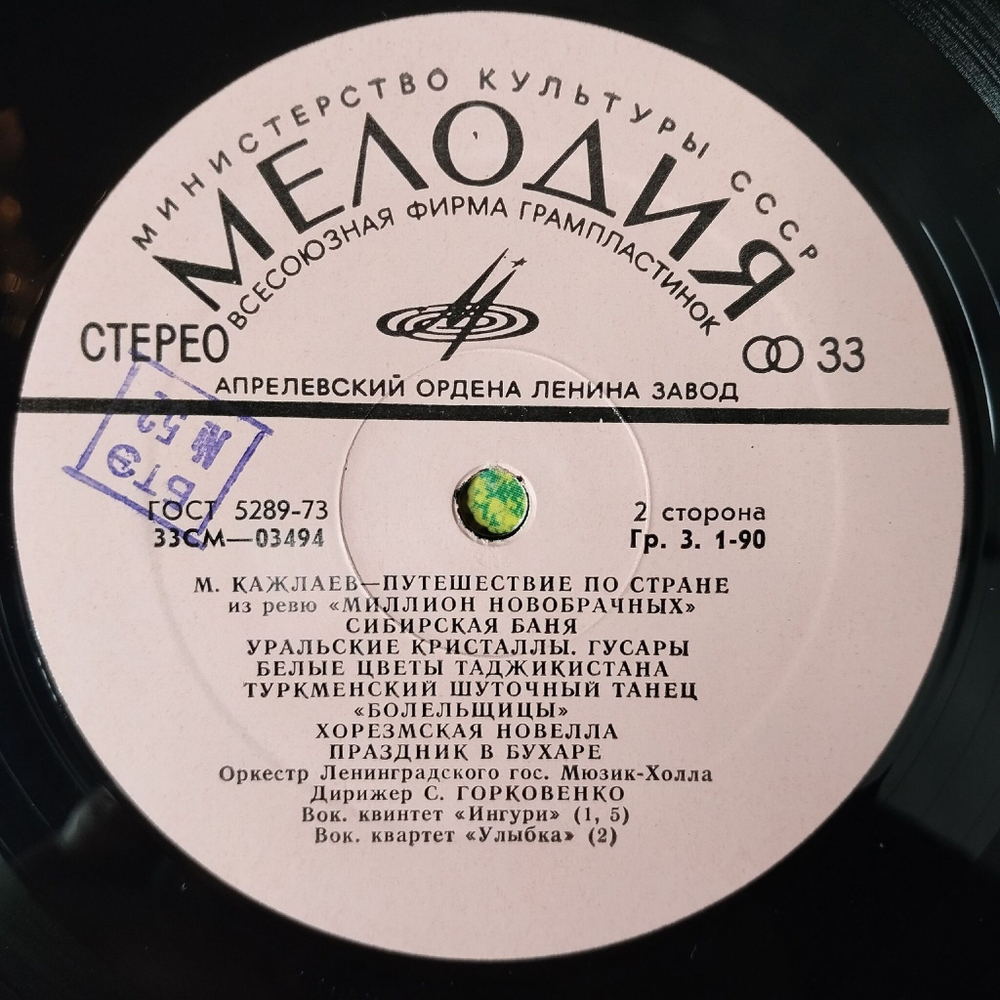 МИНИСТЕРСТВО КУЛЬТУРЫ СССР
МЕЛОДИЯ
ВСЕСОЮЗНАЯ ФИРМА ГРАМПЛАСТИНОК
СТЕРЕО
33
АПРЕЛЕВСКИЙ ОРДЕНА ЛЕНИНА ЗАВОД
БТЭ
№ 52
ГОСТ 5289-73
2 сторона
33СМ—03494
Гр. 3. 1-90
М. КАЖЛАЕВ—ПУТЕШЕСТВИЕ ПО СТРАНЕ
из ревю «МИЛЛИОН НОВОБРАЧНЫХ»
СИБИРСКАЯ БАНЯ
УРАЛЬСКИЕ КРИСТАЛЛЫ. ГУСАРЫ
БЕЛЫЕ ЦВЕТЫ ТАДЖИКИСТАНА
ТУРКМЕНСКИЙ ШУТОЧНЫЙ ТАНЕЦ
«БОЛЕЛЬЩИЦЫ»
ХОРЕЗМСКАЯ НОВЕЛЛА
ПРАЗДНИК В БУХАРЕ
Оркестр Ленинградского гос. Мюзик-Холла
Дирижер С. ГОРКОВЕНКО
Вок. квинтет «Ингури» (1, 5)
Вок. квартет «Улыбка» (2)